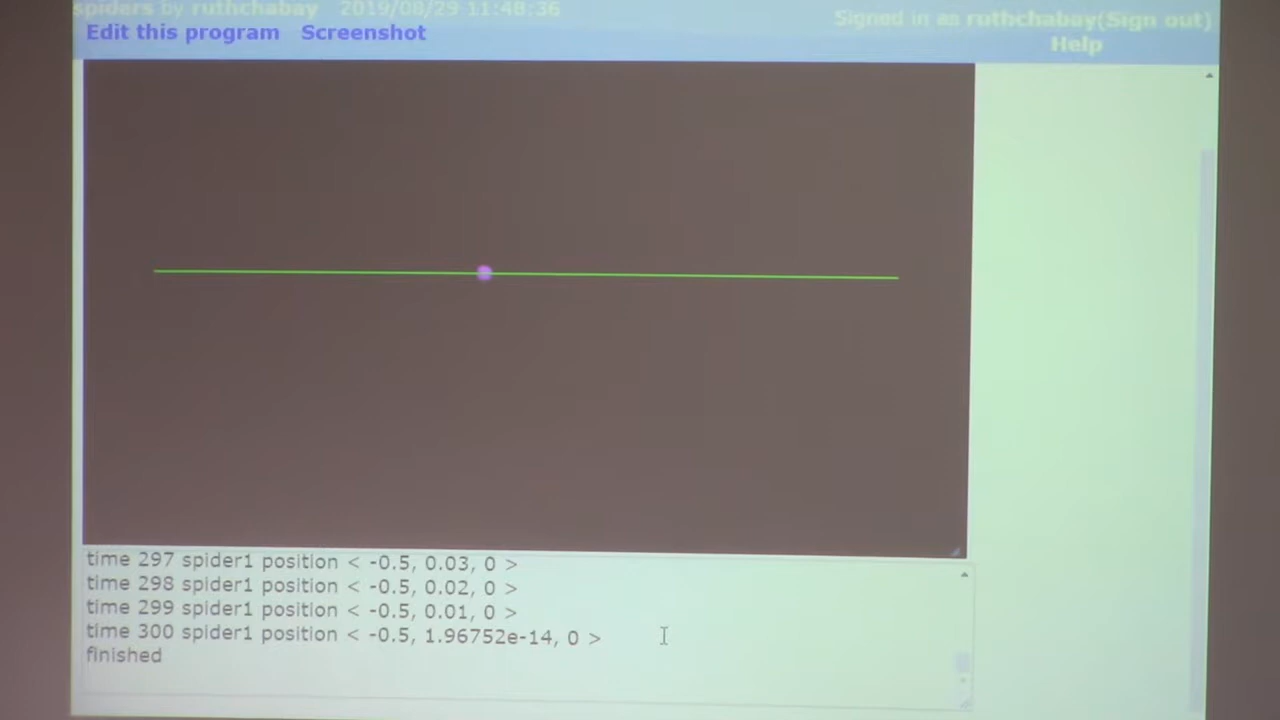 spiders by ruthchabay 2019/08/29 11:48:36
Signed in as ruthchabay(Sign out)
Edit this program Screenshot
Help
time 297 spider1 position < -0.5, 0.03, 0 >
time 298 spider1 position < -0.5, 0.02, 0 >
time 299 spider1 position < -0.5, 0.01, 0 >
time 300 spider1 position < -0.5, 1.96752e-14, 0 >
finished